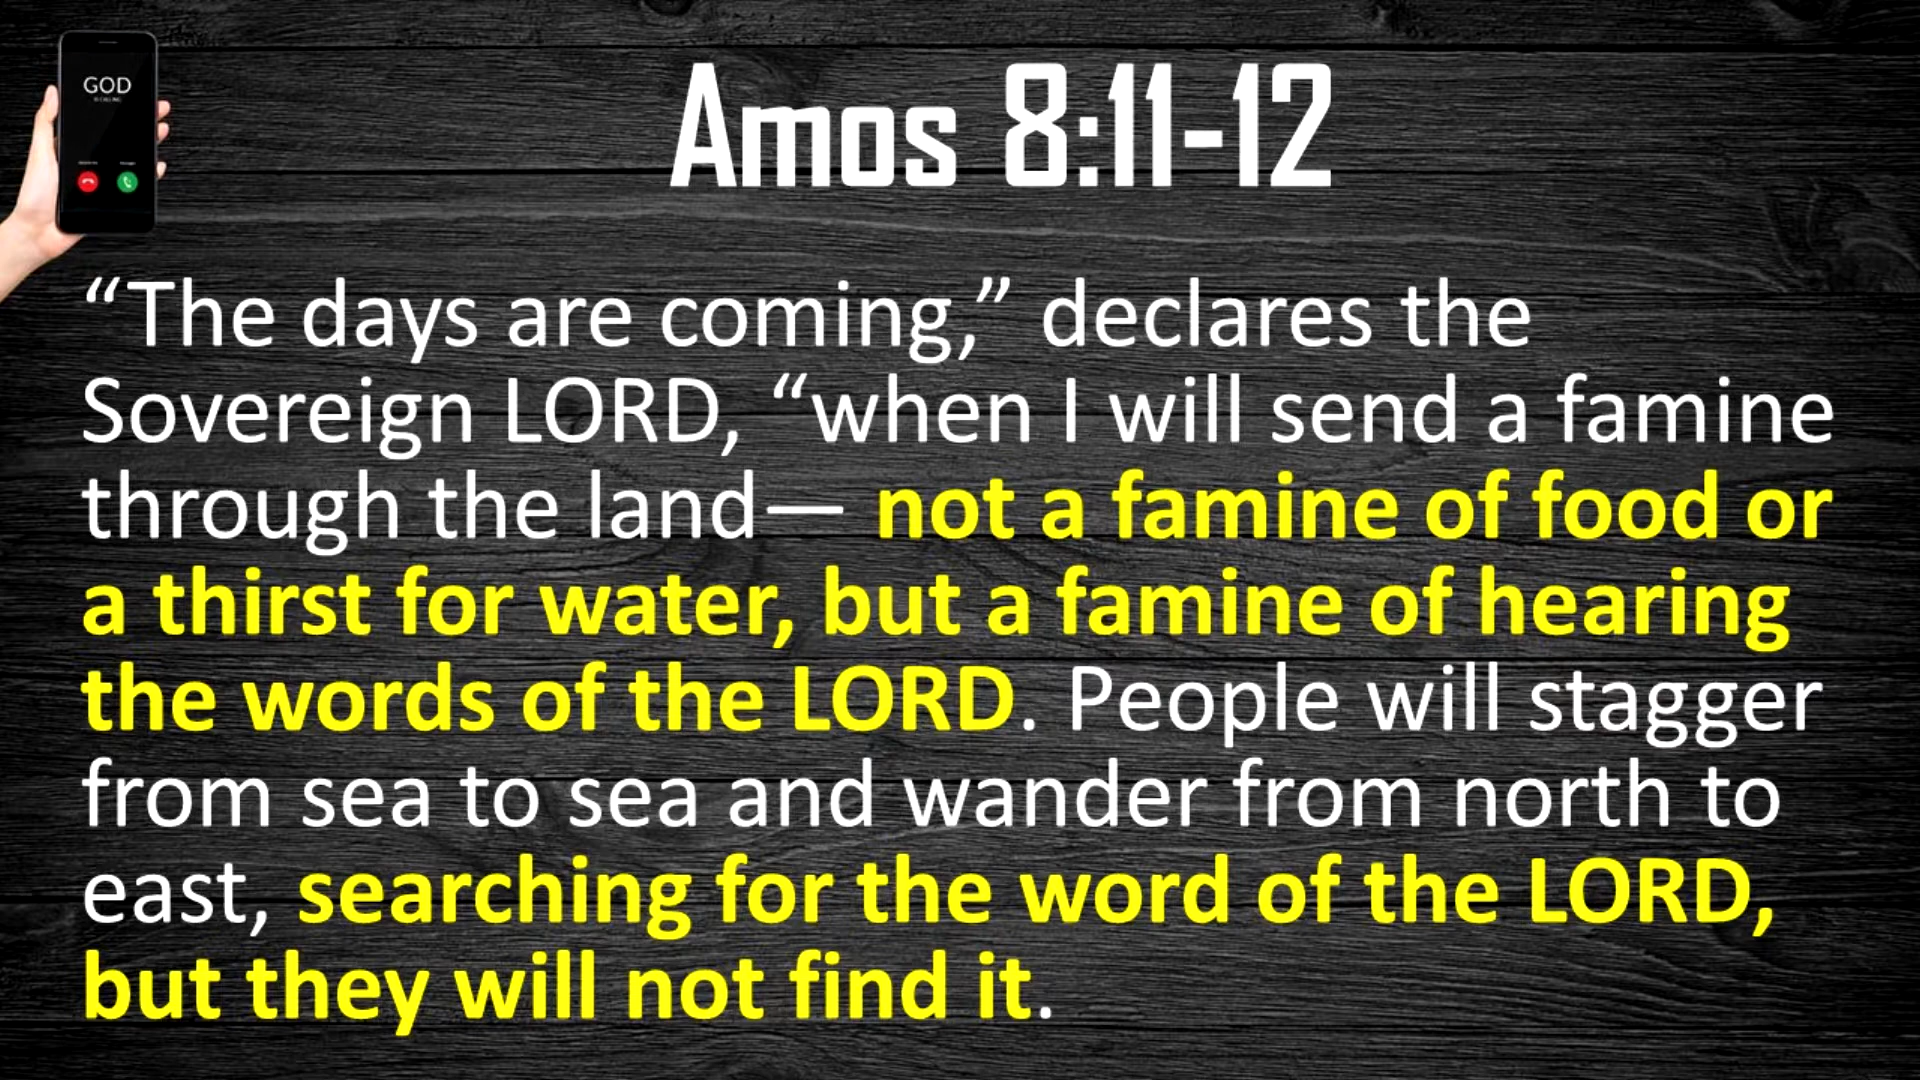 GOD
IS CALLING
Amos 8:11-12
“The days are coming,” declares the
Sovereign LORD, “when I will send a famine
through the land— not a famine of food or
a thirst for water, but a famine of hearing
the words of the LORD. People will stagger
from sea to sea and wander from north to
east, searching for the word of the LORD,
but they will not find it.